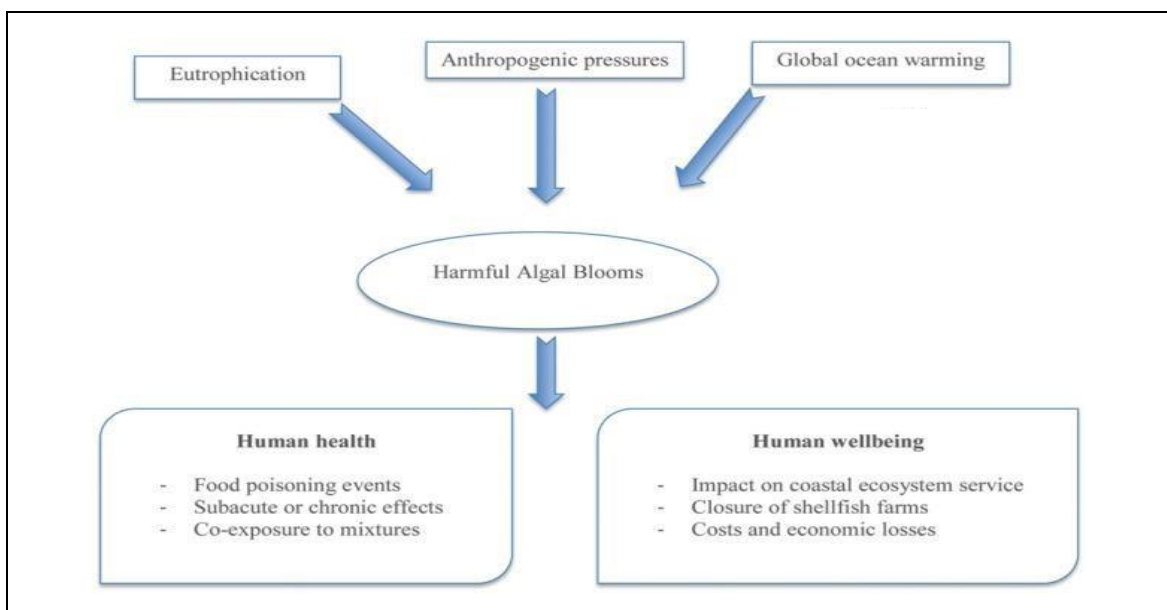 Eutrophication
Anthropogenic pressures
Global ocean warming
Harmful Algal Blooms
Human health
- Food poisoning events
- Subacute or chronic effects
- Co-exposure to mixtures
Human wellbeing
- Impact on coastal ecosystem service
- Closure of shellfish farms
- Costs and economic losses